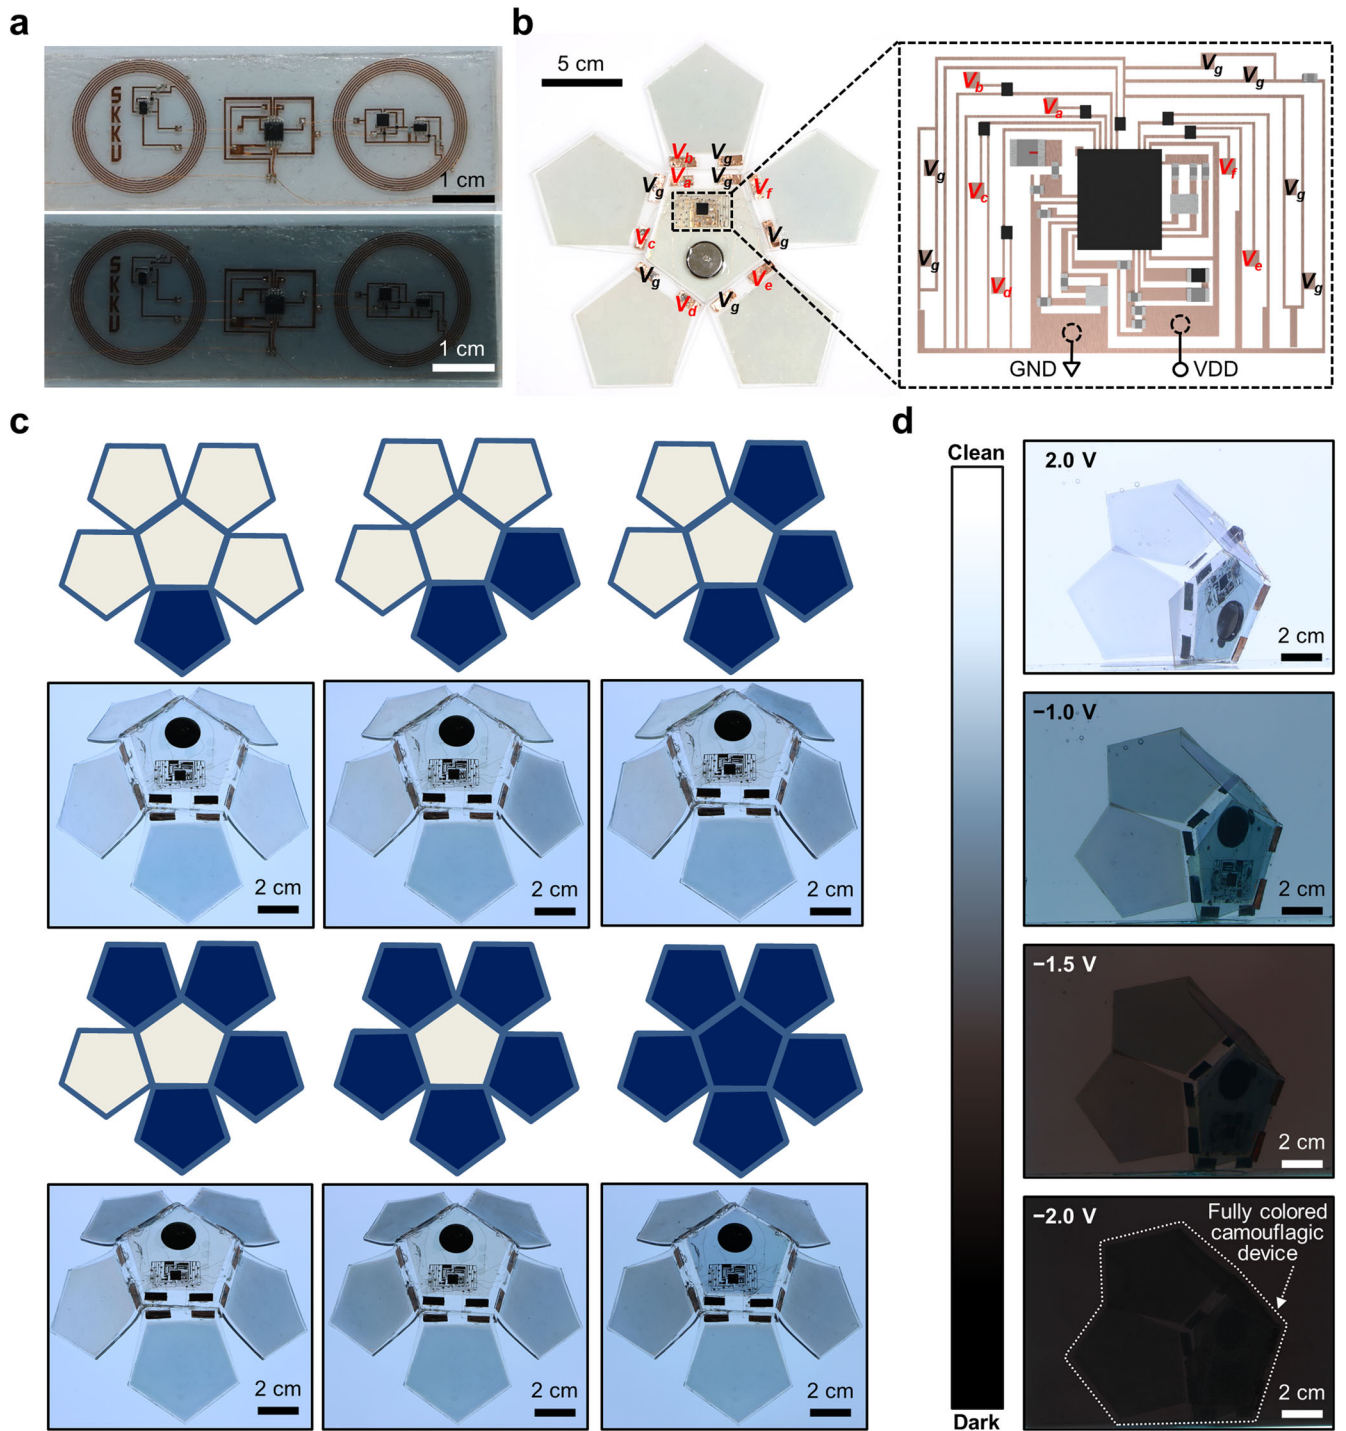 a
SKKU
1 cm
SKKU
1 cm
b
5 cm
Vb
Vg
Va
Vg
Vg
Vf
Vc
Vg
Vg
Ve
Vd
Vg
Vg
Vb
Vg
Va
Vg
Vf
Vc
Vg
Vg
Ve
Vd
Vg
GND
VDD
c
2 cm
2 cm
2 cm
2 cm
2 cm
2 cm
d
Clean
Dark
2.0 V
2 cm
−1.0 V
2 cm
−1.5 V
2 cm
−2.0 V
Fully colored
camouflagic
device
2 cm